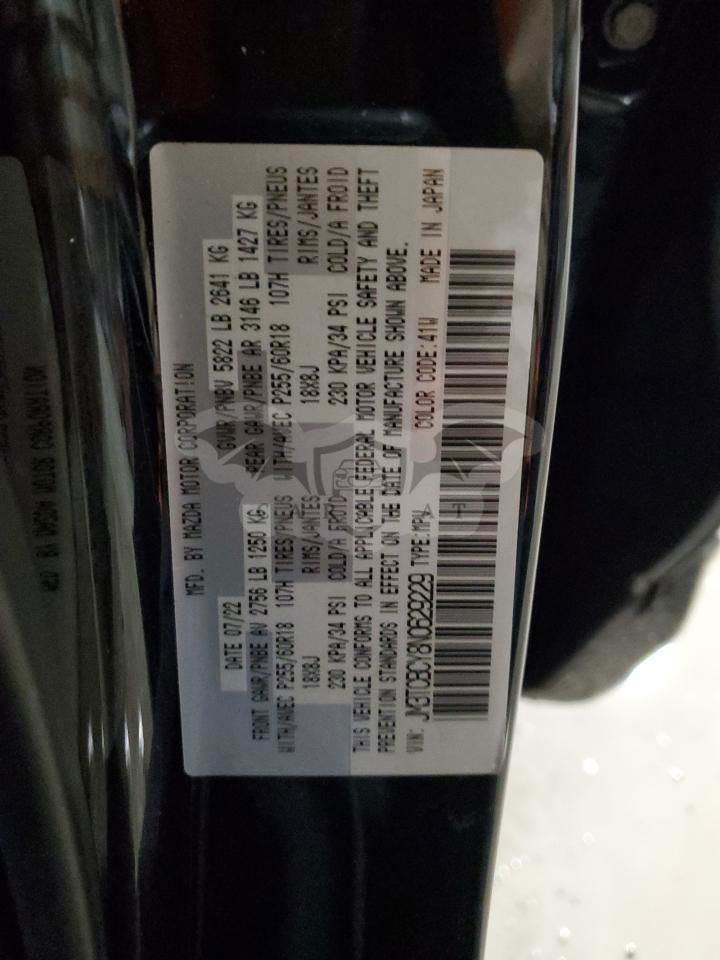 MFD. BY MAZDA MOTOR CORPORATION
DATE 07/22 GVWR/PNBV 5822 LB 2641 KG
FRONT GAWR/PNBE AV 2756 LB 1250 KG REAR GAWR/PNBE AR 3146 LB 1427 KG
WITH/AVEC P255/60R18 107H TIRES/PNEUS WITH/AVEC P255/60R18 107H TIRES/PNEUS
18X8J RIMS/JANTES 18X8J RIMS/JANTES
230 KPA/34 PSI COLD/A FROID 230 KPA/34 PSI COLD/A FROID
THIS VEHICLE CONFORMS TO ALL APPLICABLE FEDERAL MOTOR VEHICLE SAFETY AND THEFT
PREVENTION STANDARDS IN EFFECT ON THE DATE OF MANUFACTURE SHOWN ABOVE.
VIN: JM3TCBCY8N0629229 TYPE:MPV COLOR CODE:41W MADE IN JAPAN